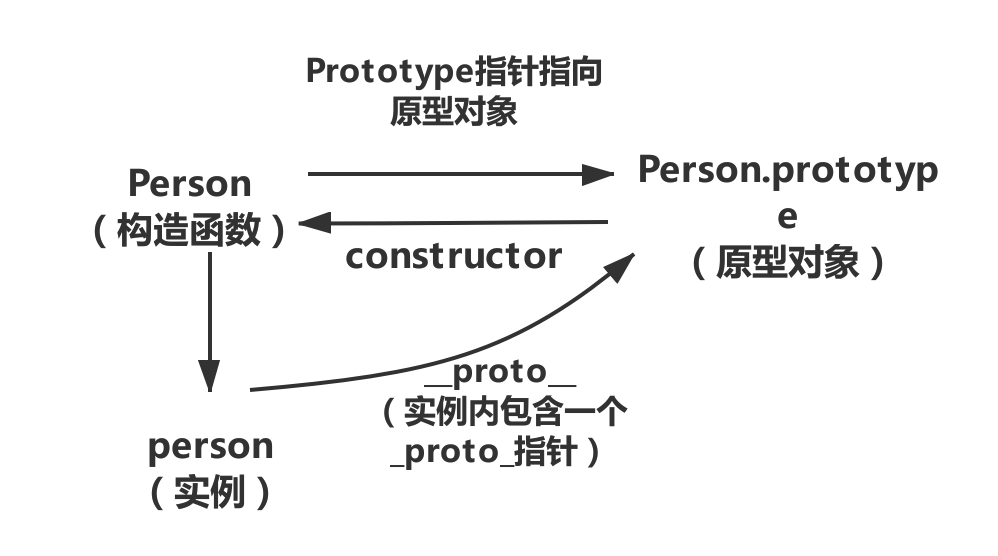 Prototype指针指向
原型对象
Person
（构造函数）
Person.prototyp
e
（原型对象）
constructor
__proto__
（实例内包含一个
_proto_指针）
person
（实例）